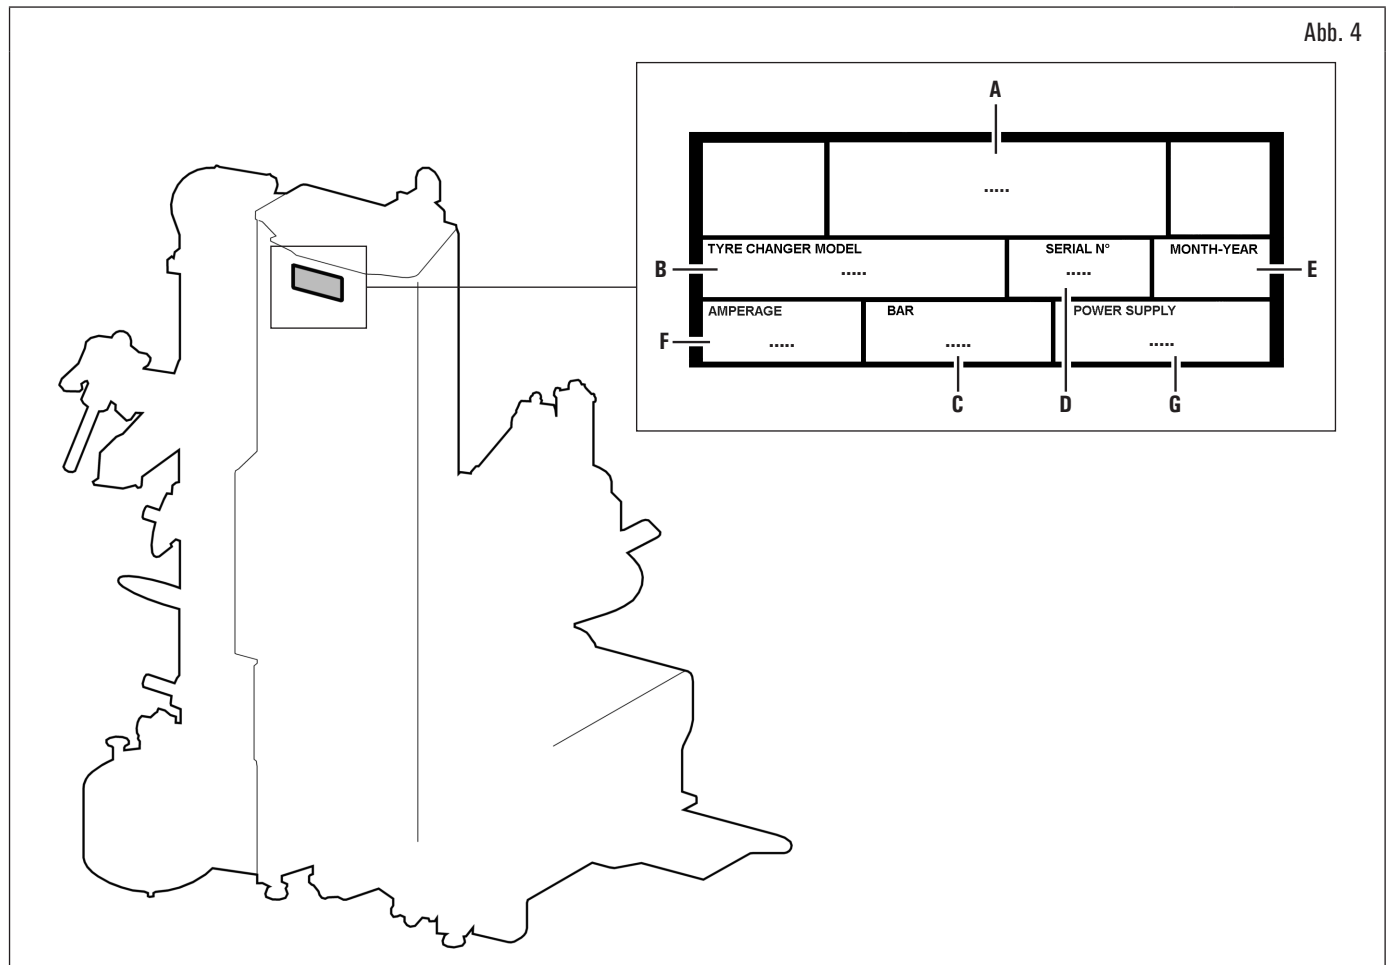 Abb. 4
A
.....
TYRE CHANGER MODEL
SERIAL N°
MONTH-YEAR
B
.....
.....
E
AMPERAGE
BAR
POWER SUPPLY
F
.....
.....
.....
C
D
G